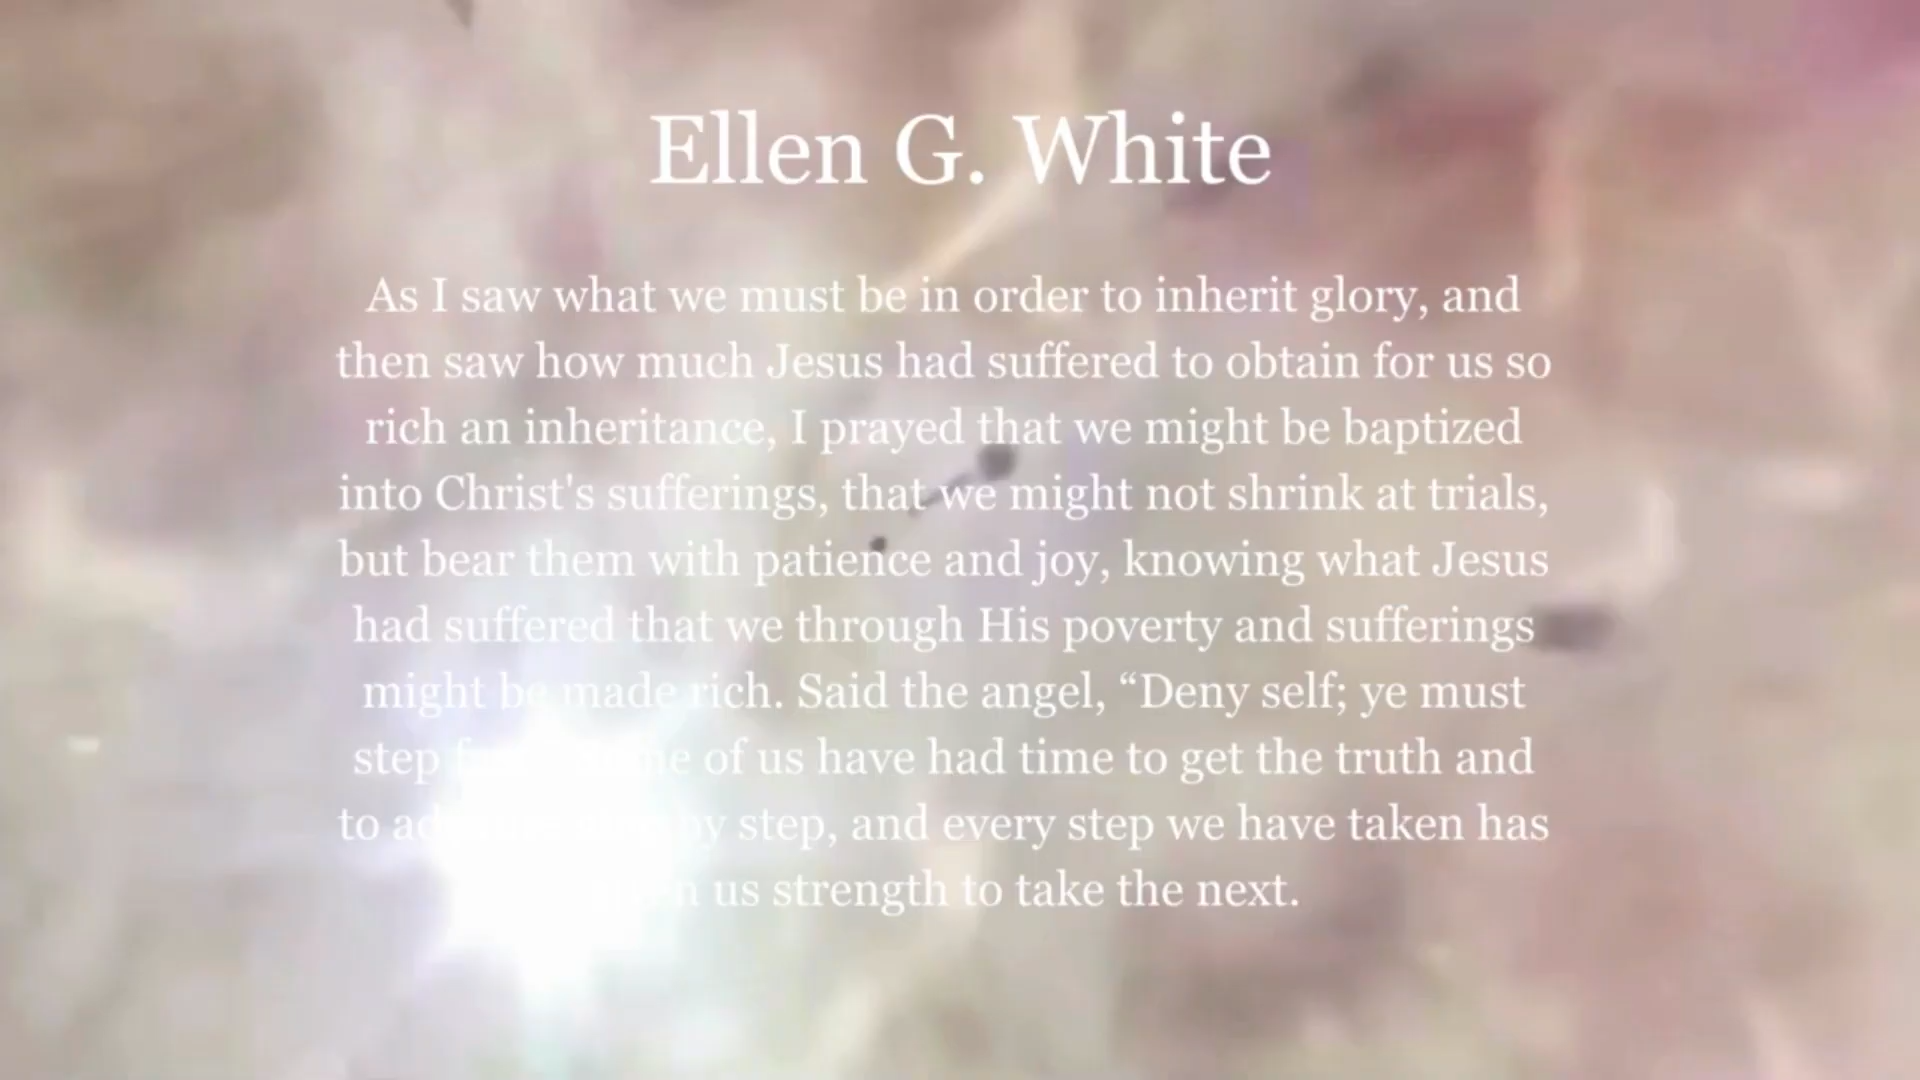 Ellen G. White
As I saw what we must be in order to inherit glory, and
then saw how much Jesus had suffered to obtain for us so
rich an inheritance, I prayed that we might be baptized
into Christ's sufferings, that we might not shrink at trials,
but bear them with patience and joy, knowing what Jesus
had suffered that we through His poverty and sufferings
might be made rich. Said the angel, “Deny self; ye must
step of us have had time to get the truth and
to by step, and every step we have taken has
us strength to take the next.